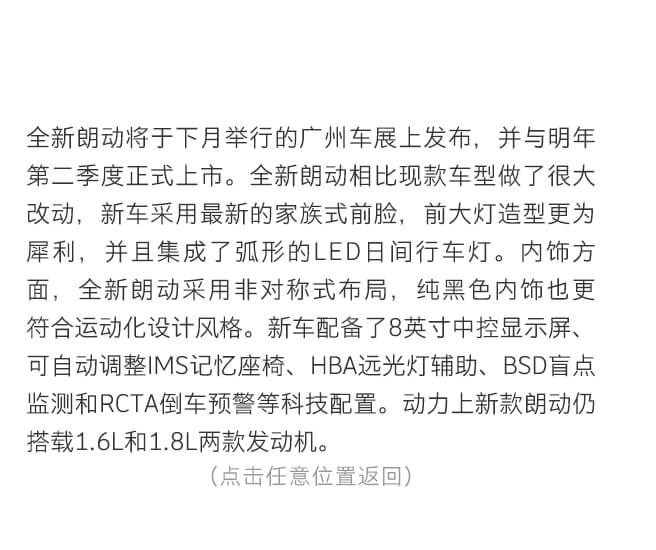 全新朗动将于下月举行的广州车展上发布，并与明年
第二季度正式上市。全新朗动相比现款车型做了很大
改动，新车采用最新的家族式前脸，前大灯造型更为
犀利，并且集成了弧形的LED日间行车灯。内饰方
面，全新朗动采用非对称式布局，纯黑色内饰也更
符合运动化设计风格。新车配备了8英寸中控显示屏、
可自动调整IMS记忆座椅、HBA远光灯辅助、BSD盲点
监测和RCTA倒车预警等科技配置。动力上新款朗动仍
搭载1.6L和1.8L两款发动机。
（点击任意位置返回）